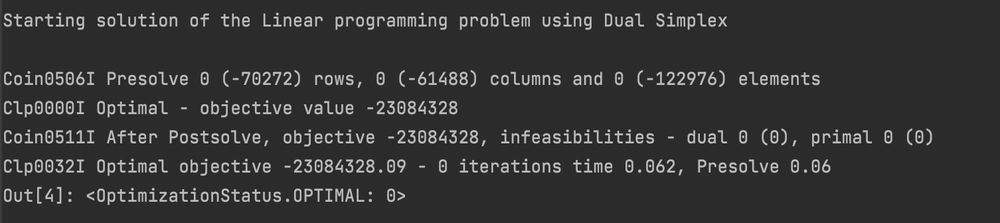 Starting solution of the Linear programming problem using Dual Simplex
Coin0506I Presolve 0 (-70272) rows, 0 (-61488) columns and 0 (-122976) elements
Clp0000I Optimal - objective value -23084328
Coin0511I After Postsolve, objective -23084328, infeasibilities - dual 0 (0), primal 0 (0)
Clp0032I Optimal objective -23084328.09 - 0 iterations time 0.062, Presolve 0.06
Out[4]: <OptimizationStatus.OPTIMAL: 0>